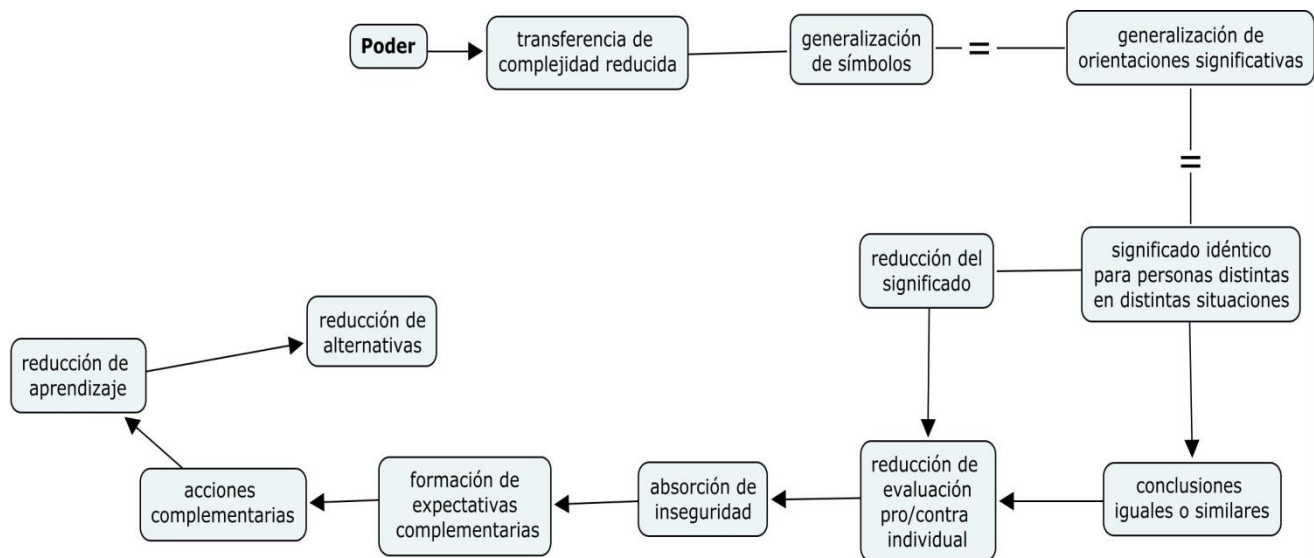 Poder
transferencia de
complejidad reducida
generalización
de símbolos
=
generalización de
orientaciones significativas
=
significado idéntico
para personas distintas
en distintas situaciones
reducción del
significado
reducción de
alternativas
reducción de
aprendizaje
acciones
complementarias
formación de
expectativas
complementarias
absorción de
inseguridad
reducción de
evaluación
pro/contra
individual
conclusiones
iguales o similares